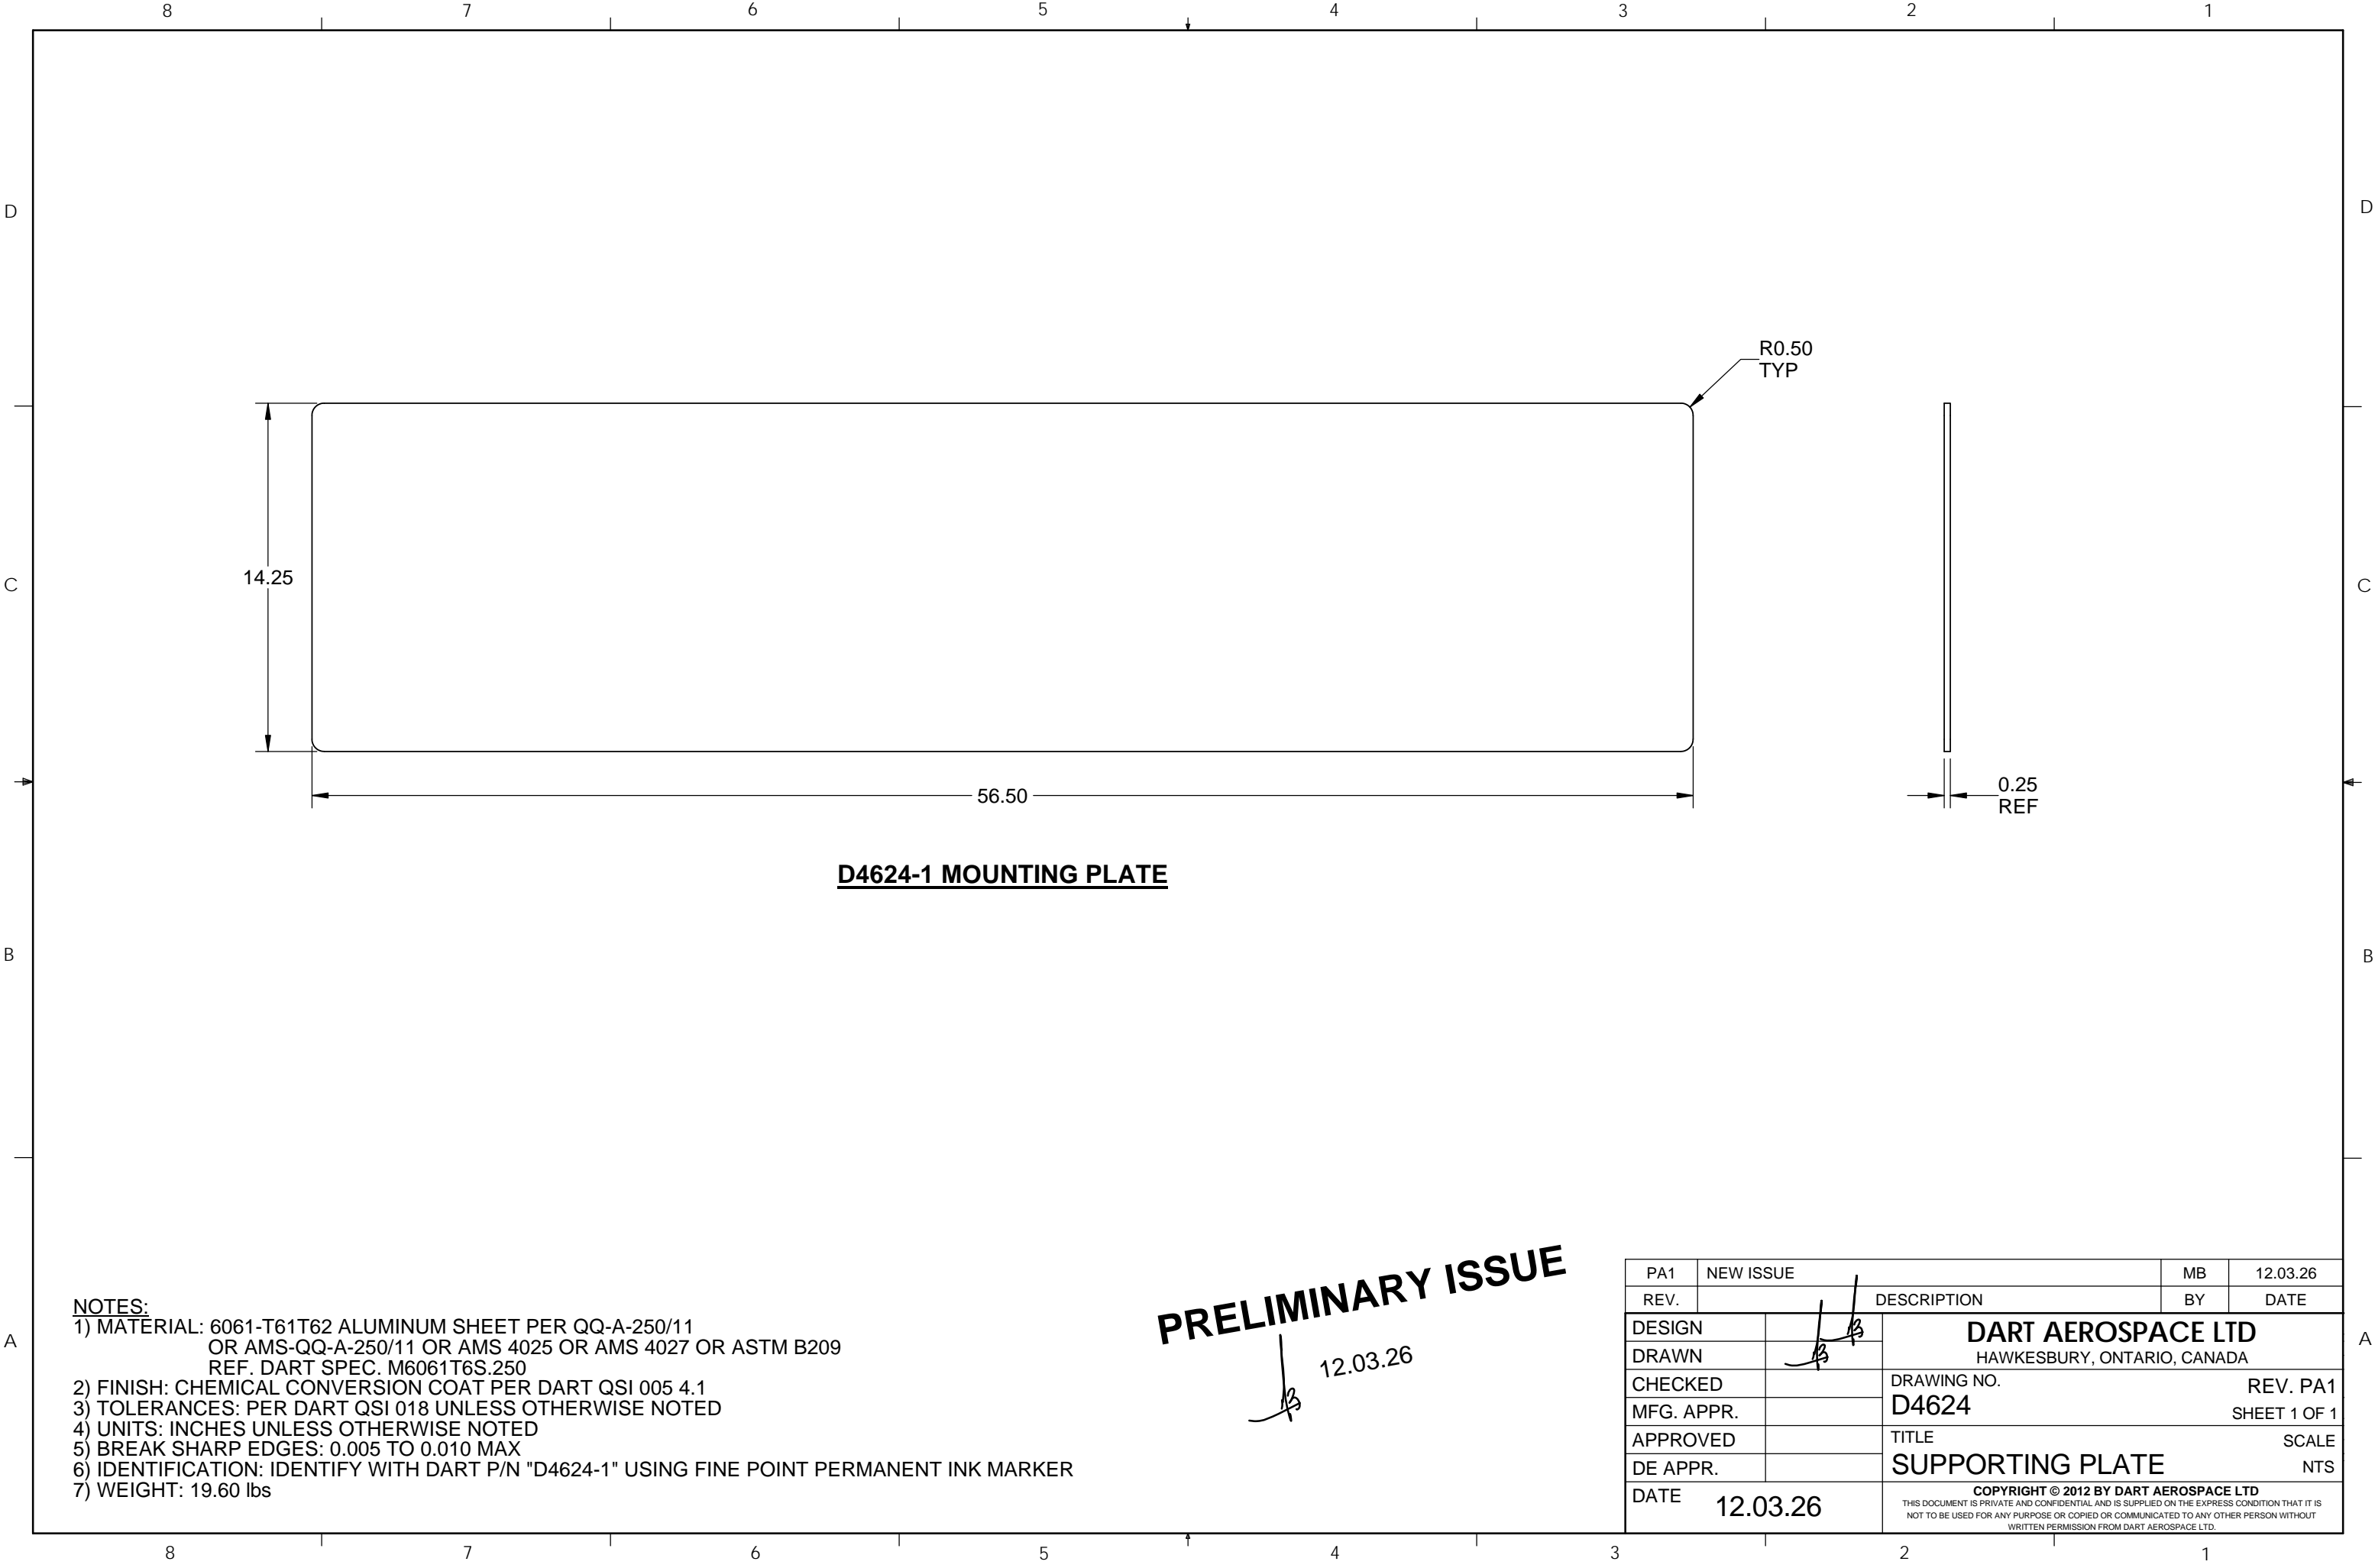 8 7 6 5 4 3 2 1
D D
R0.50
TYP
14.25
C C
56.50
0.25
REF
D4624-1 MOUNTING PLATE
B B
PRELIMINARY ISSUE
12.03.26
NOTES:
1) MATERIAL: 6061-T61T62 ALUMINUM SHEET PER QQ-A-250/11
OR AMS-QQ-A-250/11 OR AMS 4025 OR AMS 4027 OR ASTM B209
REF. DART SPEC. M6061T6S.250
2) FINISH: CHEMICAL CONVERSION COAT PER DART QSI 005 4.1
3) TOLERANCES: PER DART QSI 018 UNLESS OTHERWISE NOTED
4) UNITS: INCHES UNLESS OTHERWISE NOTED
5) BREAK SHARP EDGES: 0.005 TO 0.010 MAX
6) IDENTIFICATION: IDENTIFY WITH DART P/N "D4624-1" USING FINE POINT PERMANENT INK MARKER
7) WEIGHT: 19.60 lbs
A A
PA1 NEW ISSUE MB 12.03.26
REV. DESCRIPTION BY DATE
DESIGN
DRAWN
CHECKED
MFG. APPR.
APPROVED
DE APPR.
DATE 12.03.26
DART AEROSPACE LTD
HAWKESBURY, ONTARIO, CANADA
DRAWING NO. REV. PA1
D4624 SHEET 1 OF 1
TITLE SCALE
SUPPORTING PLATE NTS
COPYRIGHT © 2012 BY DART AEROSPACE LTD
THIS DOCUMENT IS PRIVATE AND CONFIDENTIAL AND IS SUPPLIED ON THE EXPRESS CONDITION THAT IT IS
NOT TO BE USED FOR ANY PURPOSE OR COPIED OR COMMUNICATED TO ANY OTHER PERSON WITHOUT
WRITTEN PERMISSION FROM DART AEROSPACE LTD.
8 7 6 5 4 3 2 1